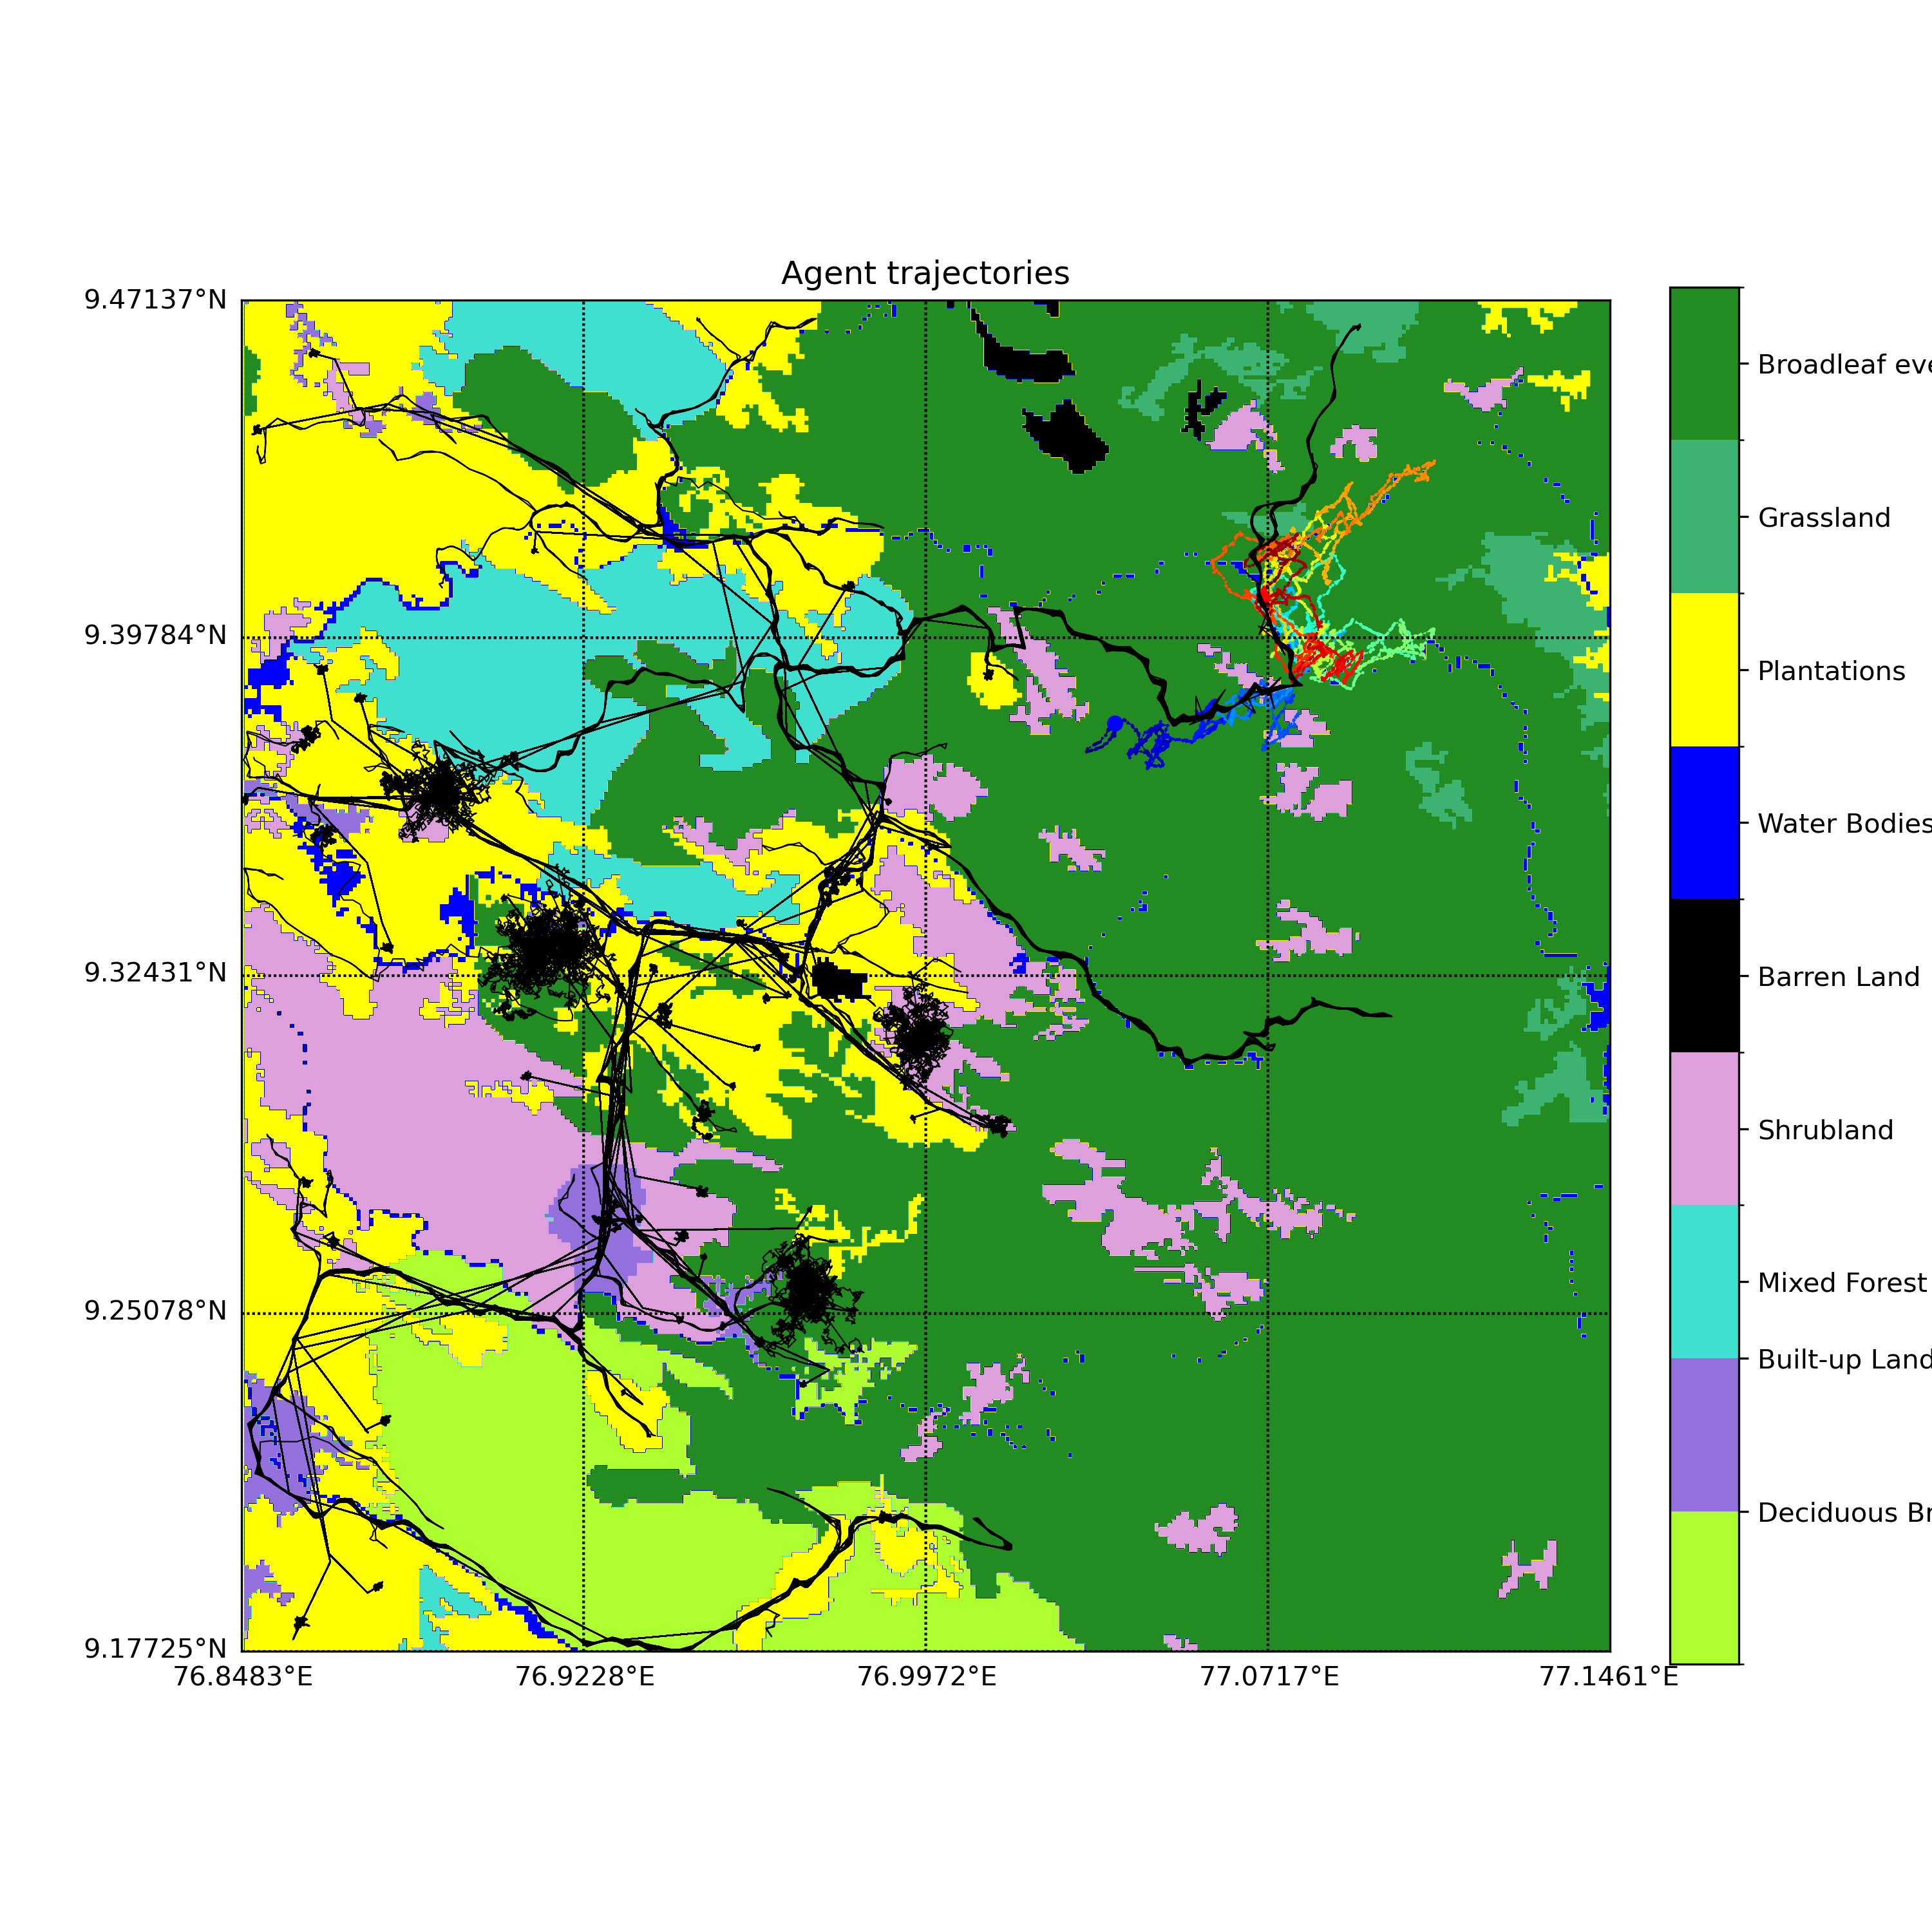 Agent trajectories
9.47137°N
9.39784°N
9.32431°N
9.25078°N
9.17725°N
76.8483°E
76.9228°E
76.9972°E
77.0717°E
77.1461°E
Broadleaf eve
Grassland
Plantations
Water Bodies
Barren Land
Shrubland
Mixed Forest
Built-up Land
Deciduous Br